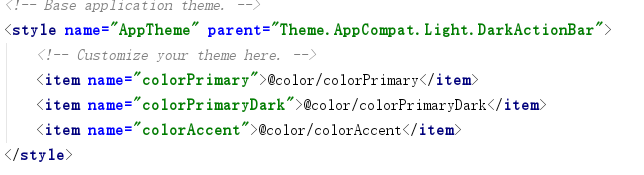 <!-- Base application theme. -->
<style name="AppTheme" parent="Theme.AppCompat.Light.DarkActionBar">
<!-- Customize your theme here. -->
<item name="colorPrimary">@color/colorPrimary</item>
<item name="colorPrimaryDark">@color/colorPrimaryDark</item>
<item name="colorAccent">@color/colorAccent</item>
</style>